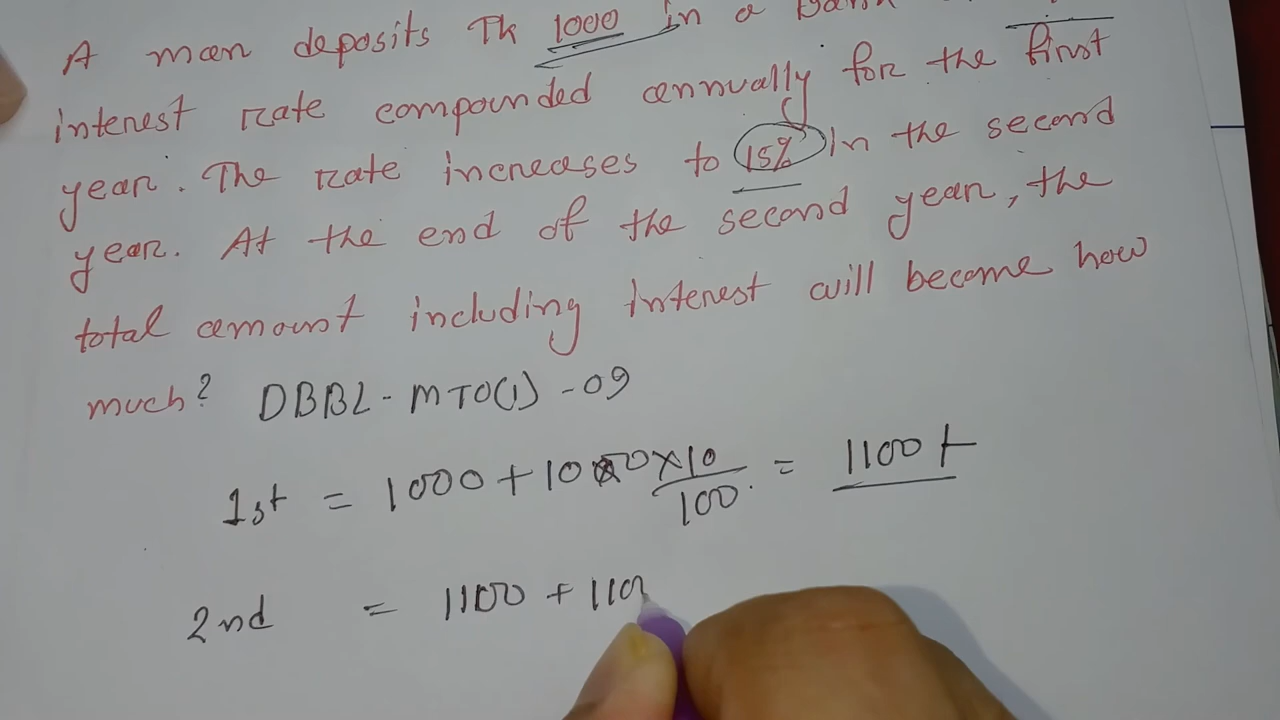 A man deposits Tk 1000 in a
interest rate compounded annually for the first
year. The rate increases to 15% in the second
year. At the end of the second year, the
total amount including interest will become how
much? DBBL - MTO(1) - 09
1st = 1000 + 1000 × 10 / 100 = 1100 t
2nd = 1100 + 110